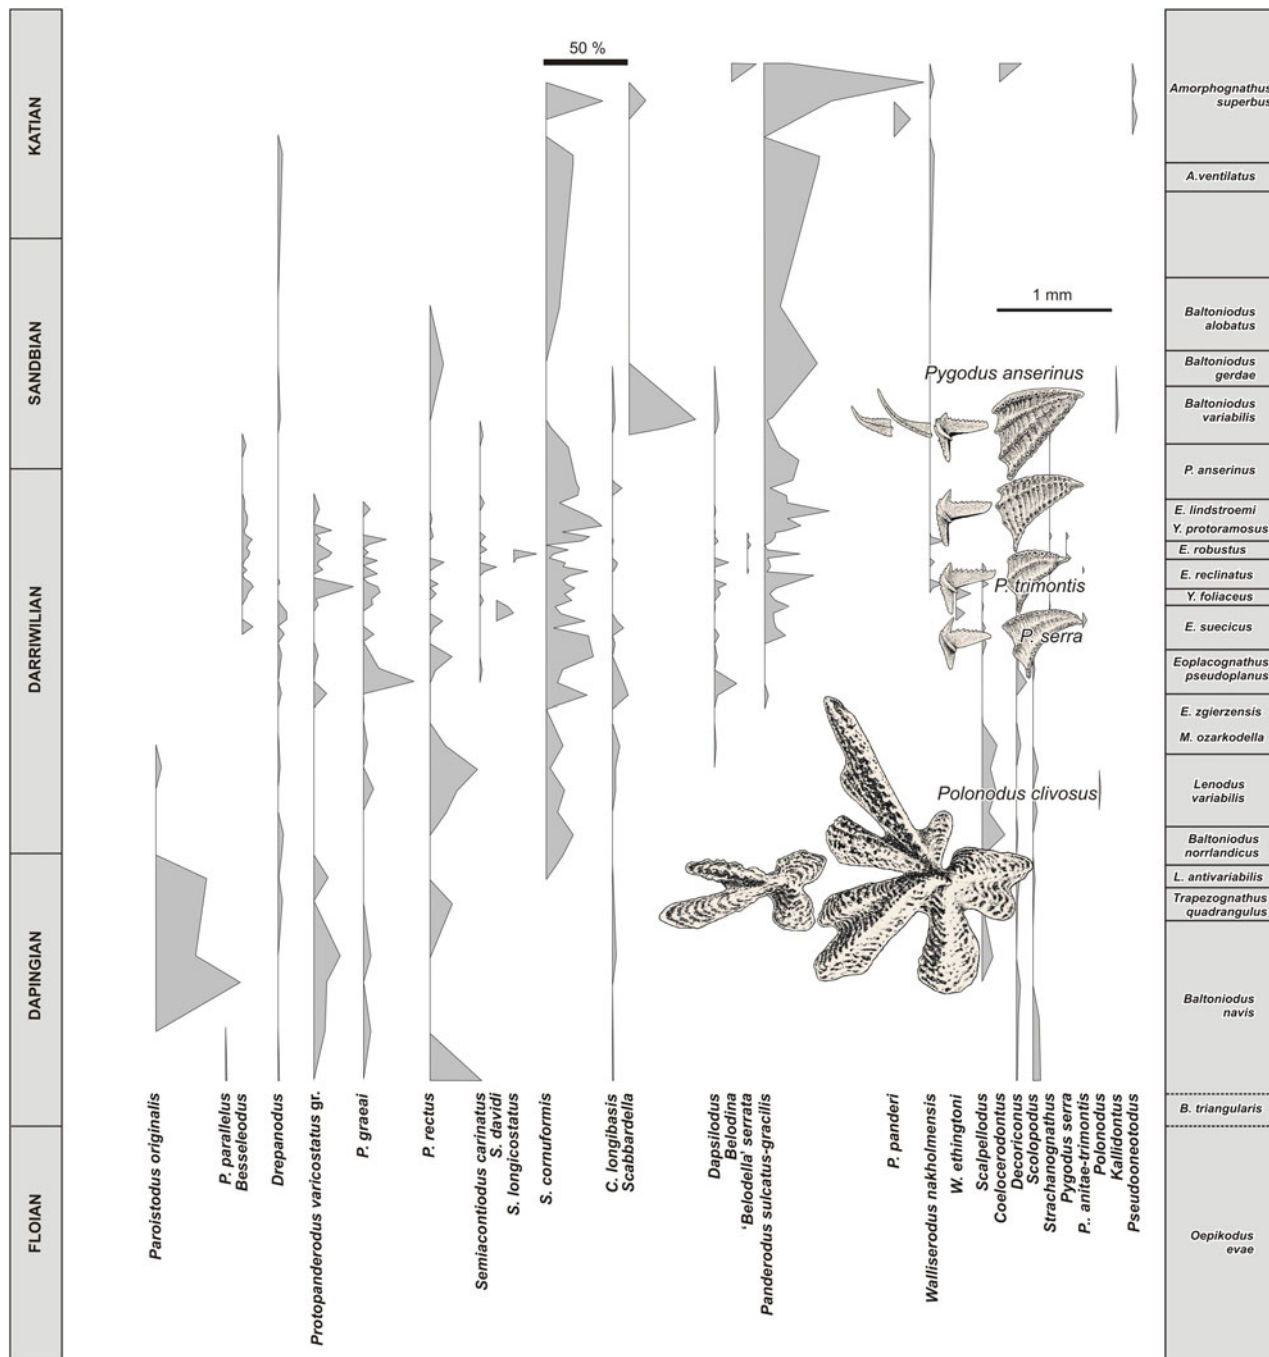 50 %
1 mm
KATIAN
SANDBIAN
DARRIWILIAN
DAPINGIAN
FLOIAN
Pygodus anserinus
P. trimontis
P. serra
Polonodus clivosus
Amorphognathus
superbus
A.ventilatus
Baltoniodus
alobatus
Baltoniodus
gerdae
Baltoniodus
variabilis
P. anserinus
E. lindstroemi
Y. protoramosus
E. robustus
E. reclinatus
Y. foliaceus
E. suecicus
Eoplacognathus
pseudoplanus
E. zgierzensis
M. ozarkodella
Lenodus
variabilis
Baltoniodus
norrlandicus
L. antivariabilis
Trapezognathus
quadrangulus
Baltoniodus
navis
B. triangularis
Oepikodus
evae
Paroistodus originalis
P. parallelus
Besseleodus
Drepanodus
Protopanderodus varicostatus gr.
P. graeai
P. rectus
Semiacontiodus carinatus
S. davidi
S. longicostatus
S. cornuformis
C. longibasis
Scabbardella
Dapsilodus
Belodina
'Belodella' serrata
Panderodus sulcatus-gracilis
P. panderi
Walliserodus nakholmensis
W. ethingtoni
Scalpellodus
Coelocerodontus
Decoriconus
Scolopodus
Strachanognathus
Pygodus serra
P.. anitae-trimontis
Polonodus
Kallidontus
Pseudooneotodus